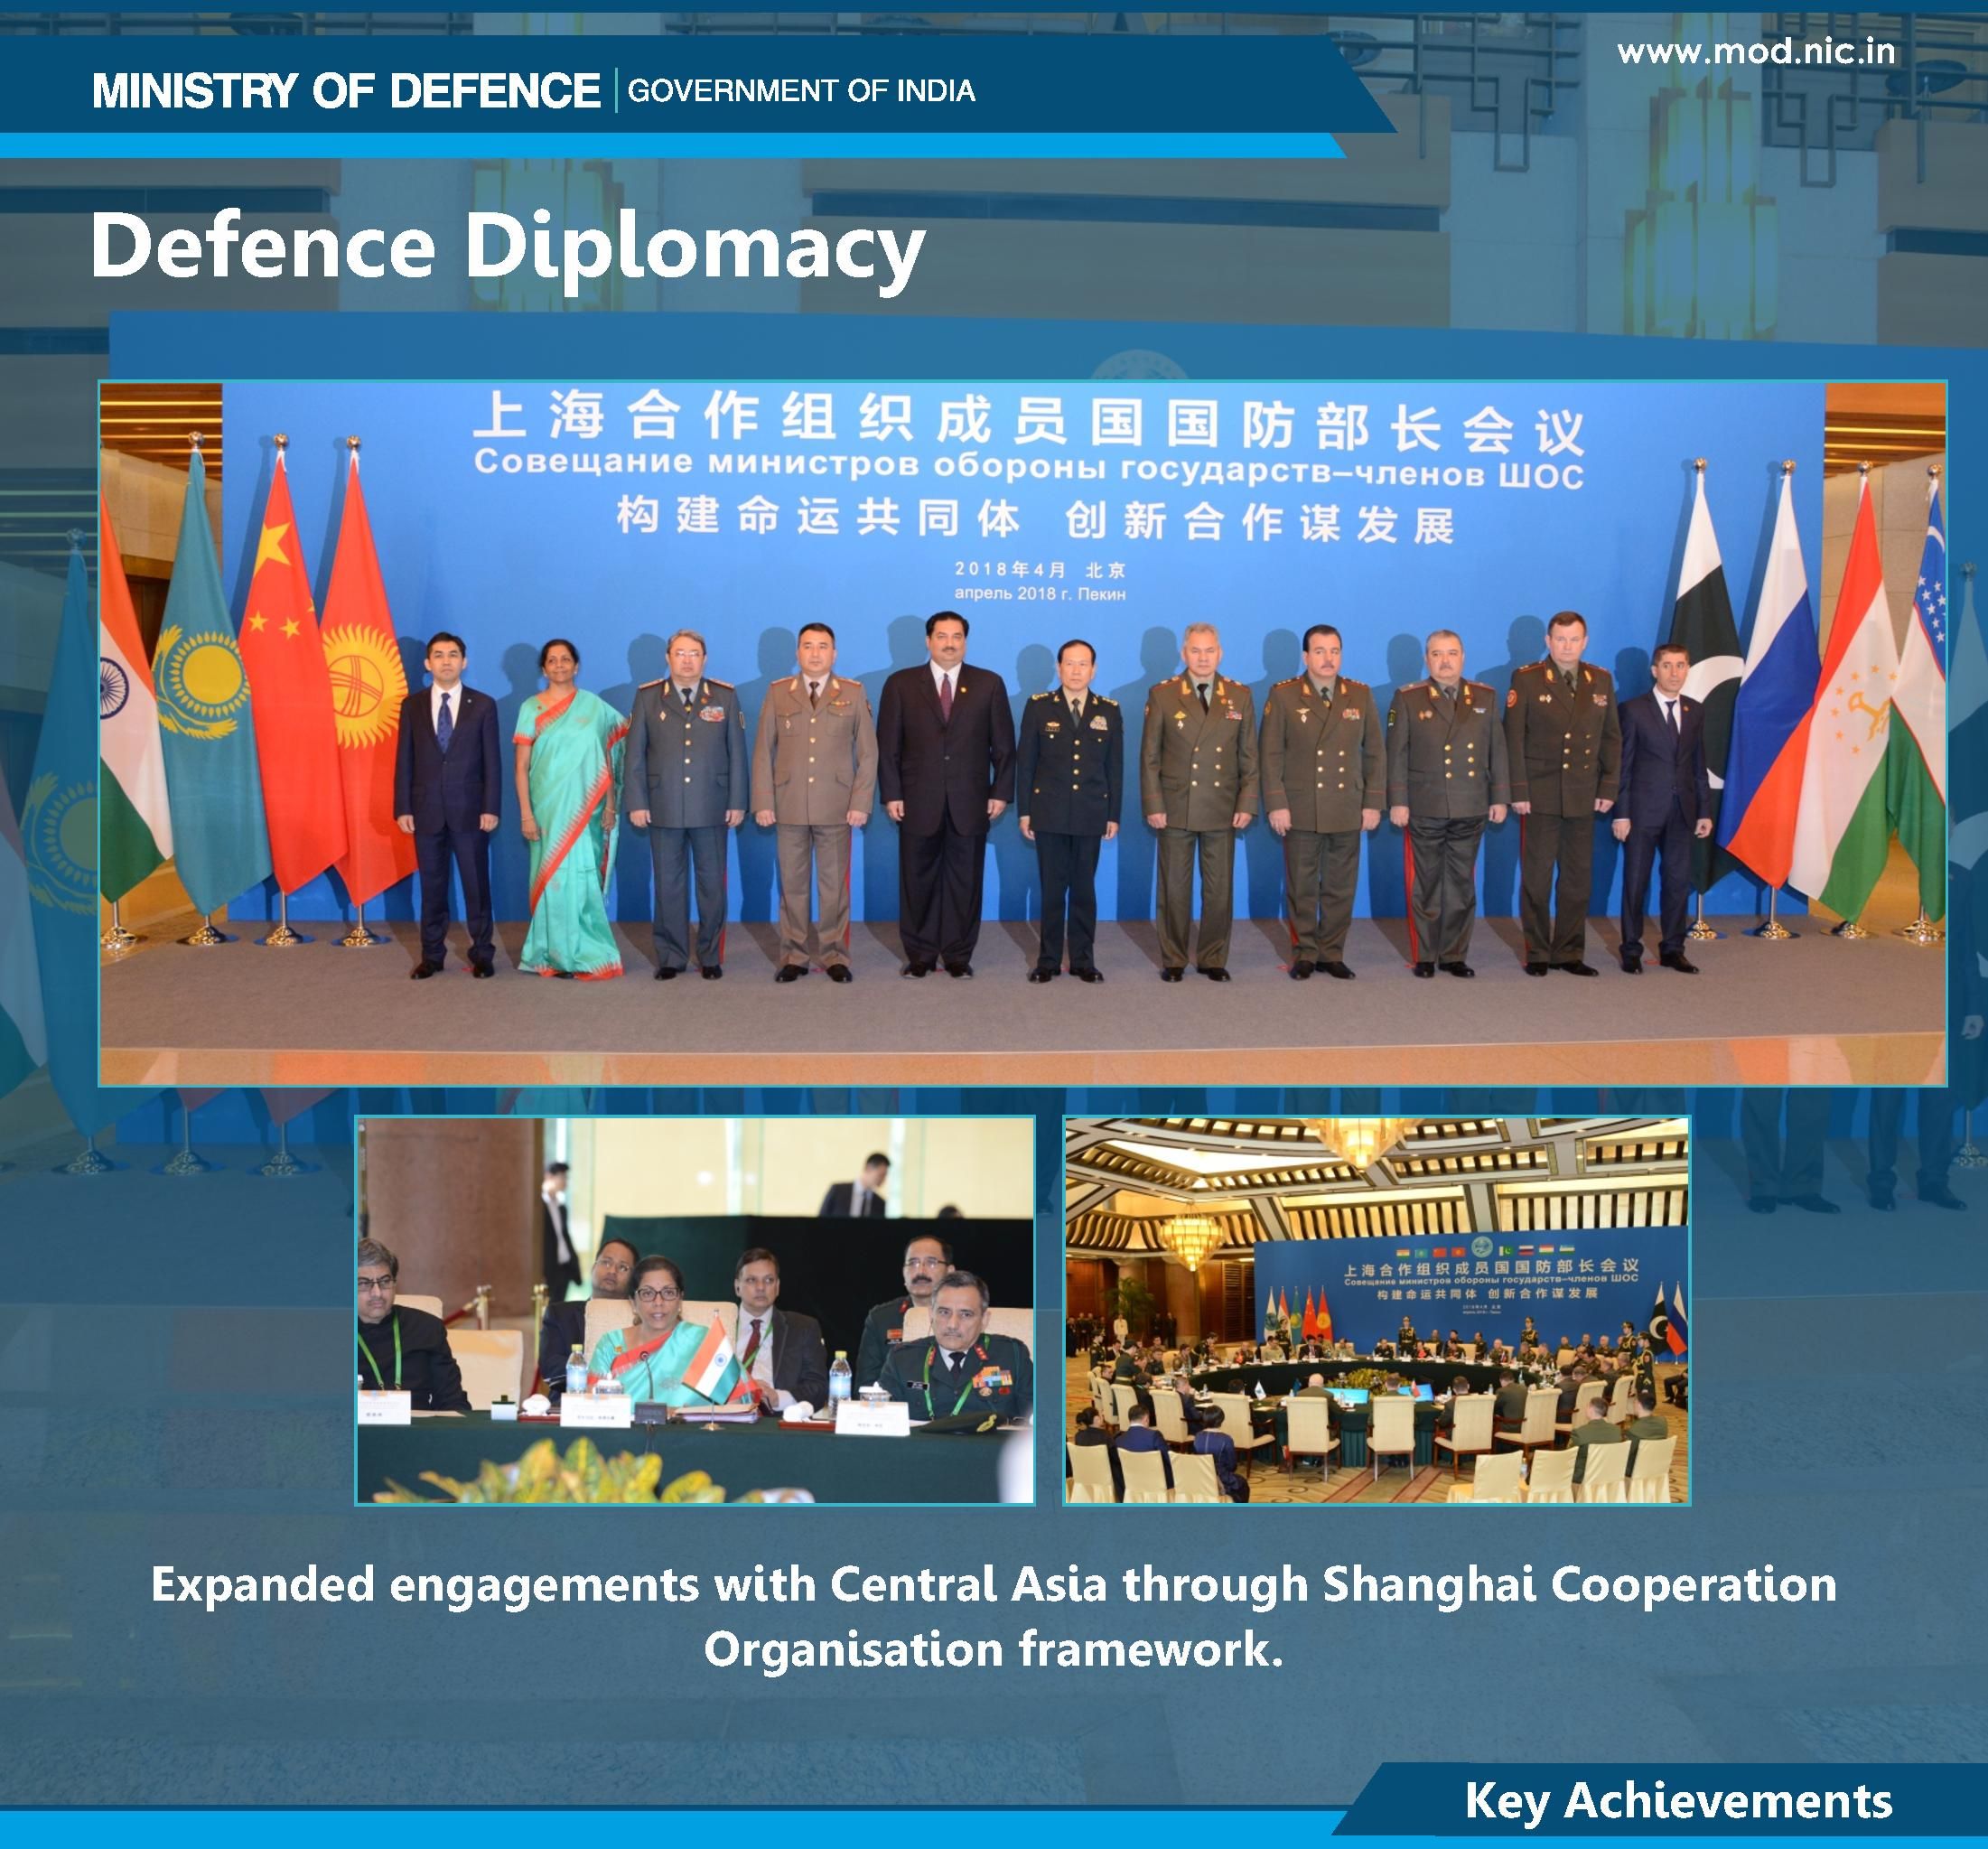 www.mod.nic.in
MINISTRY OF DEFENCE | GOVERNMENT OF INDIA
Defence Diplomacy
上海合作组织成员国国防部长会议
Совещание министров обороны государств–членов ШОС
构建命运共同体 创新合作谋发展
2018年4月 北京
апрель 2018 г. Пекин
上海合作组织成员国国防部长会议
Совещание министров обороны государств–членов ШОС
构建命运共同体 创新合作谋发展
Expanded engagements with Central Asia through Shanghai Cooperation
Organisation framework.
Key Achievements